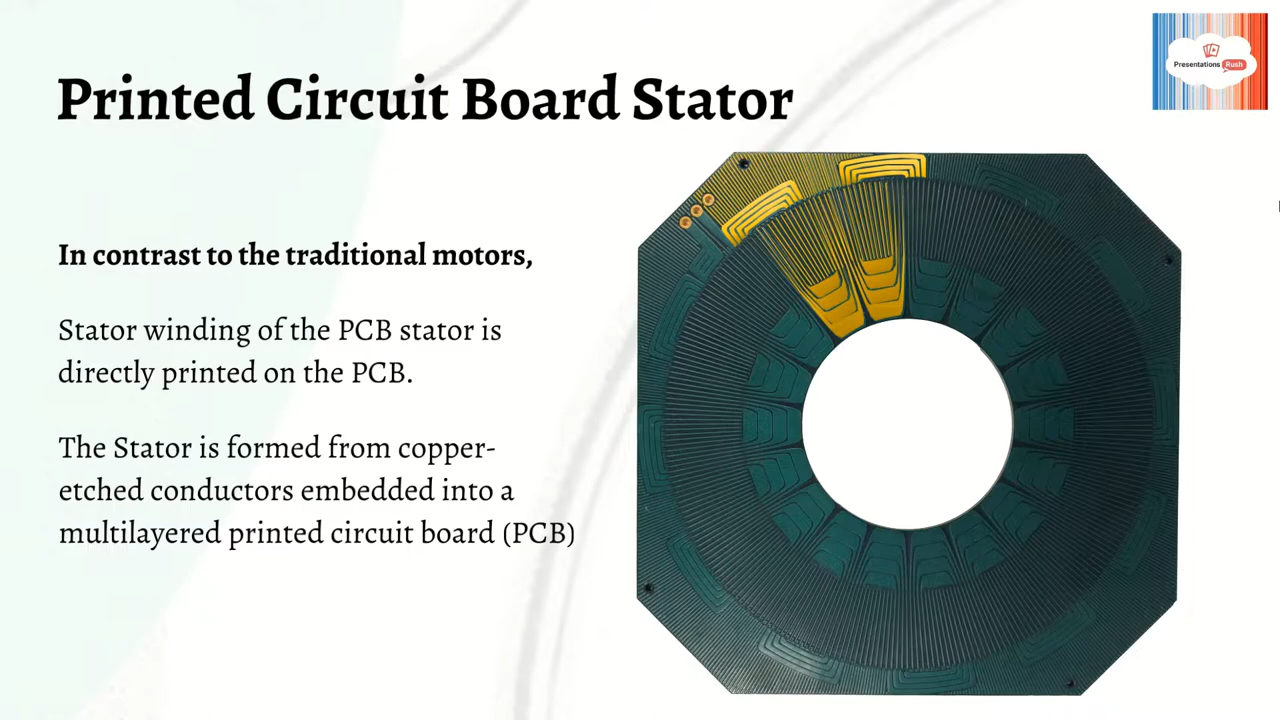 Presentations
Rush
Printed Circuit Board Stator
In contrast to the traditional motors,
Stator winding of the PCB stator is
directly printed on the PCB.
The Stator is formed from copper-
etched conductors embedded into a
multilayered printed circuit board (PCB)